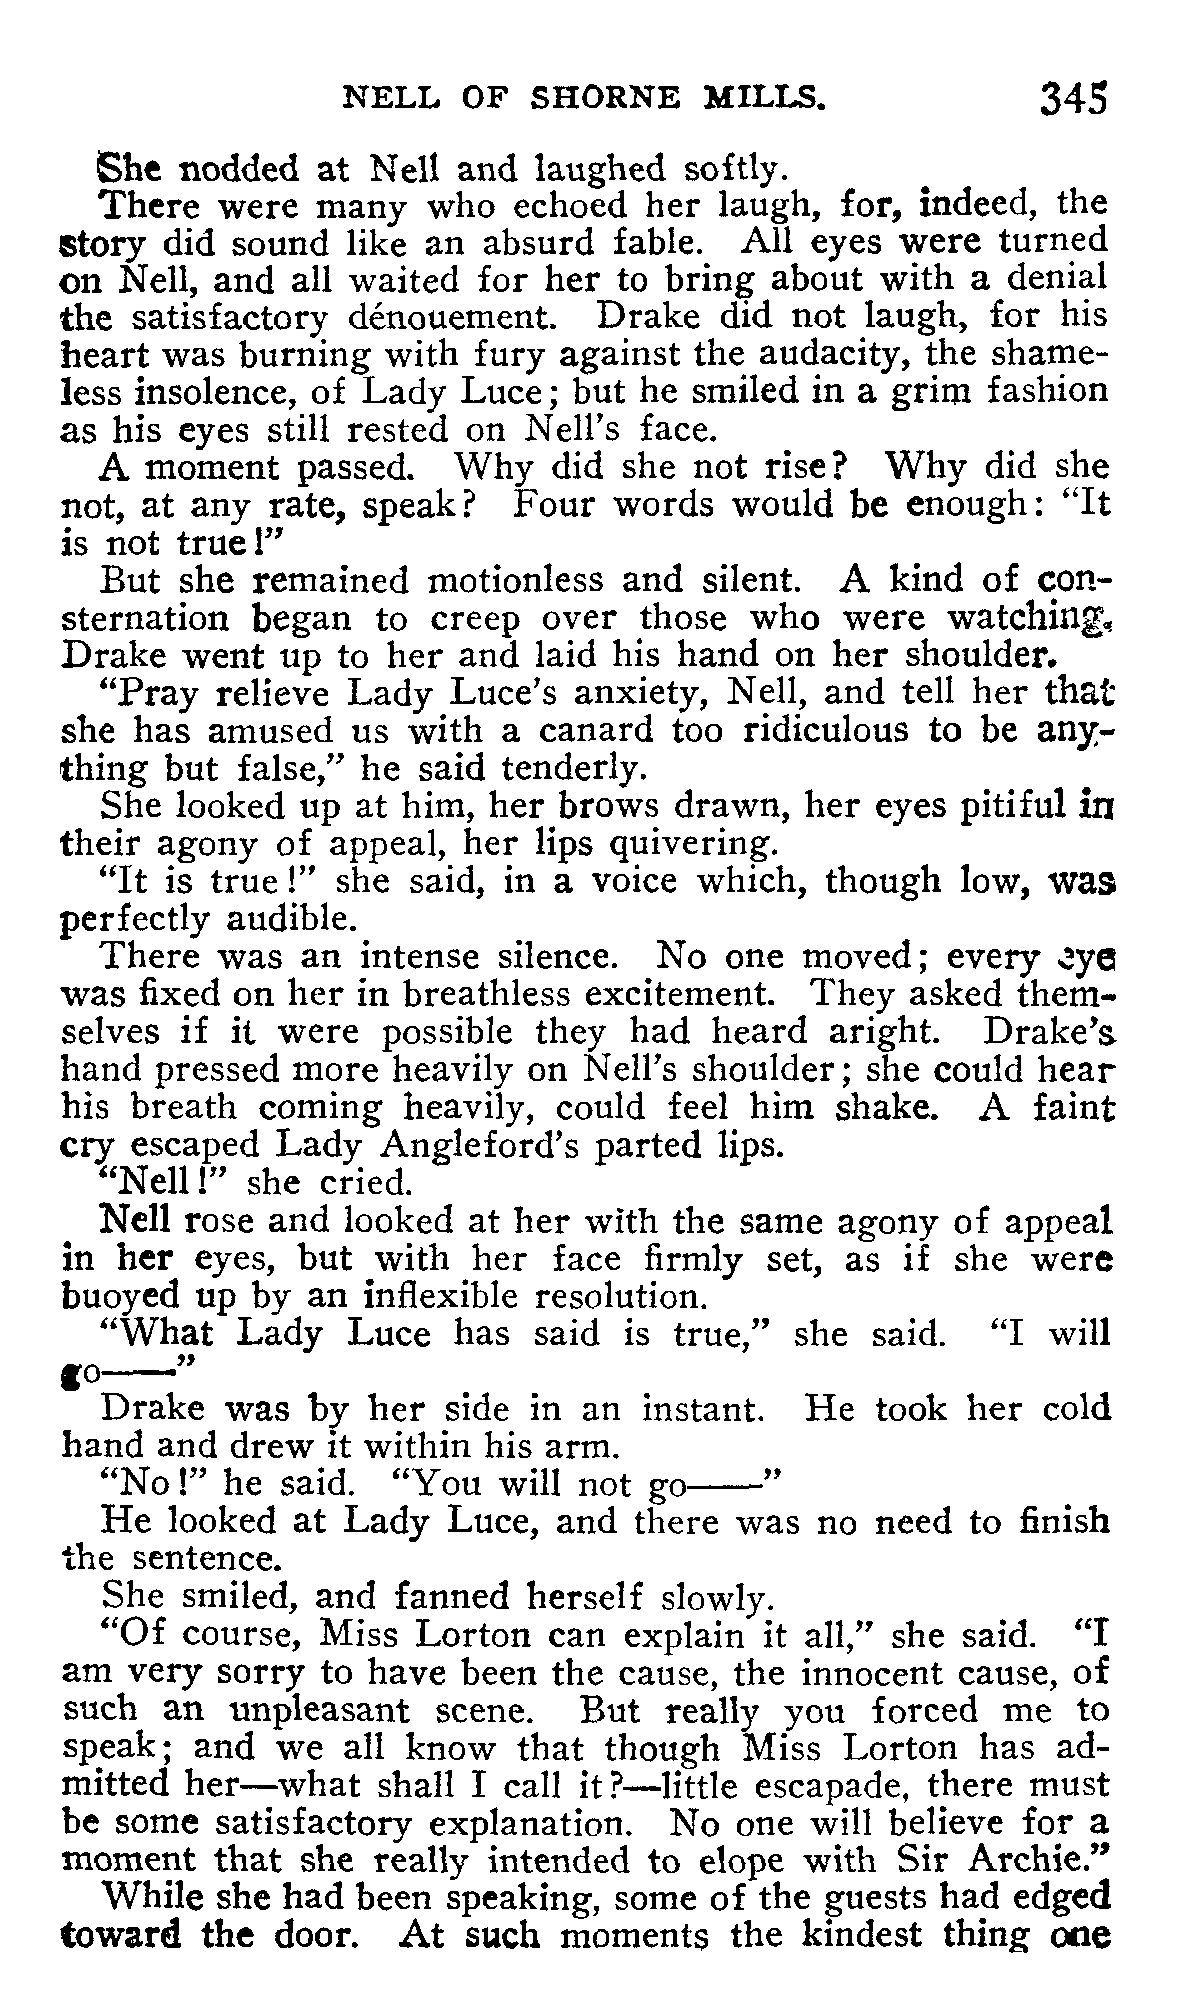 NELL OF SHORNE MILLS. 345
She nodded at Nell and laughed softly.
There were many who echoed her laugh, for, indeed, the
story did sound like an absurd fable. All eyes were turned
on Nell, and all waited for her to bring about with a denial
the satisfactory dénouement. Drake did not laugh, for his
heart was burning with fury against the audacity, the shame-
less insolence, of Lady Luce; but he smiled in a grim fashion
as his eyes still rested on Nell's face.
A moment passed. Why did she not rise? Why did she
not, at any rate, speak? Four words would be enough: "It
is not true!"
But she remained motionless and silent. A kind of con-
sternation began to creep over those who were watching.
Drake went up to her and laid his hand on her shoulder.
"Pray relieve Lady Luce's anxiety, Nell, and tell her that
she has amused us with a canard too ridiculous to be any-
thing but false," he said tenderly.
She looked up at him, her brows drawn, her eyes pitiful in
their agony of appeal, her lips quivering.
"It is true!" she said, in a voice which, though low, was
perfectly audible.
There was an intense silence. No one moved; every eye
was fixed on her in breathless excitement. They asked them-
selves if it were possible they had heard aright. Drake's
hand pressed more heavily on Nell's shoulder; she could hear
his breath coming heavily, could feel him shake. A faint
cry escaped Lady Angleford's parted lips.
"Nell!" she cried.
Nell rose and looked at her with the same agony of appeal
in her eyes, but with her face firmly set, as if she were
buoyed up by an inflexible resolution.
"What Lady Luce has said is true," she said. "I will
go——"
Drake was by her side in an instant. He took her cold
hand and drew it within his arm.
"No!" he said. "You will not go——"
He looked at Lady Luce, and there was no need to finish
the sentence.
She smiled, and fanned herself slowly.
"Of course, Miss Lorton can explain it all," she said. "I
am very sorry to have been the cause, the innocent cause, of
such an unpleasant scene. But really you forced me to
speak; and we all know that though Miss Lorton has ad-
mitted her—what shall I call it?—little escapade, there must
be some satisfactory explanation. No one will believe for a
moment that she really intended to elope with Sir Archie."
While she had been speaking, some of the guests had edged
toward the door. At such moments the kindest thing one